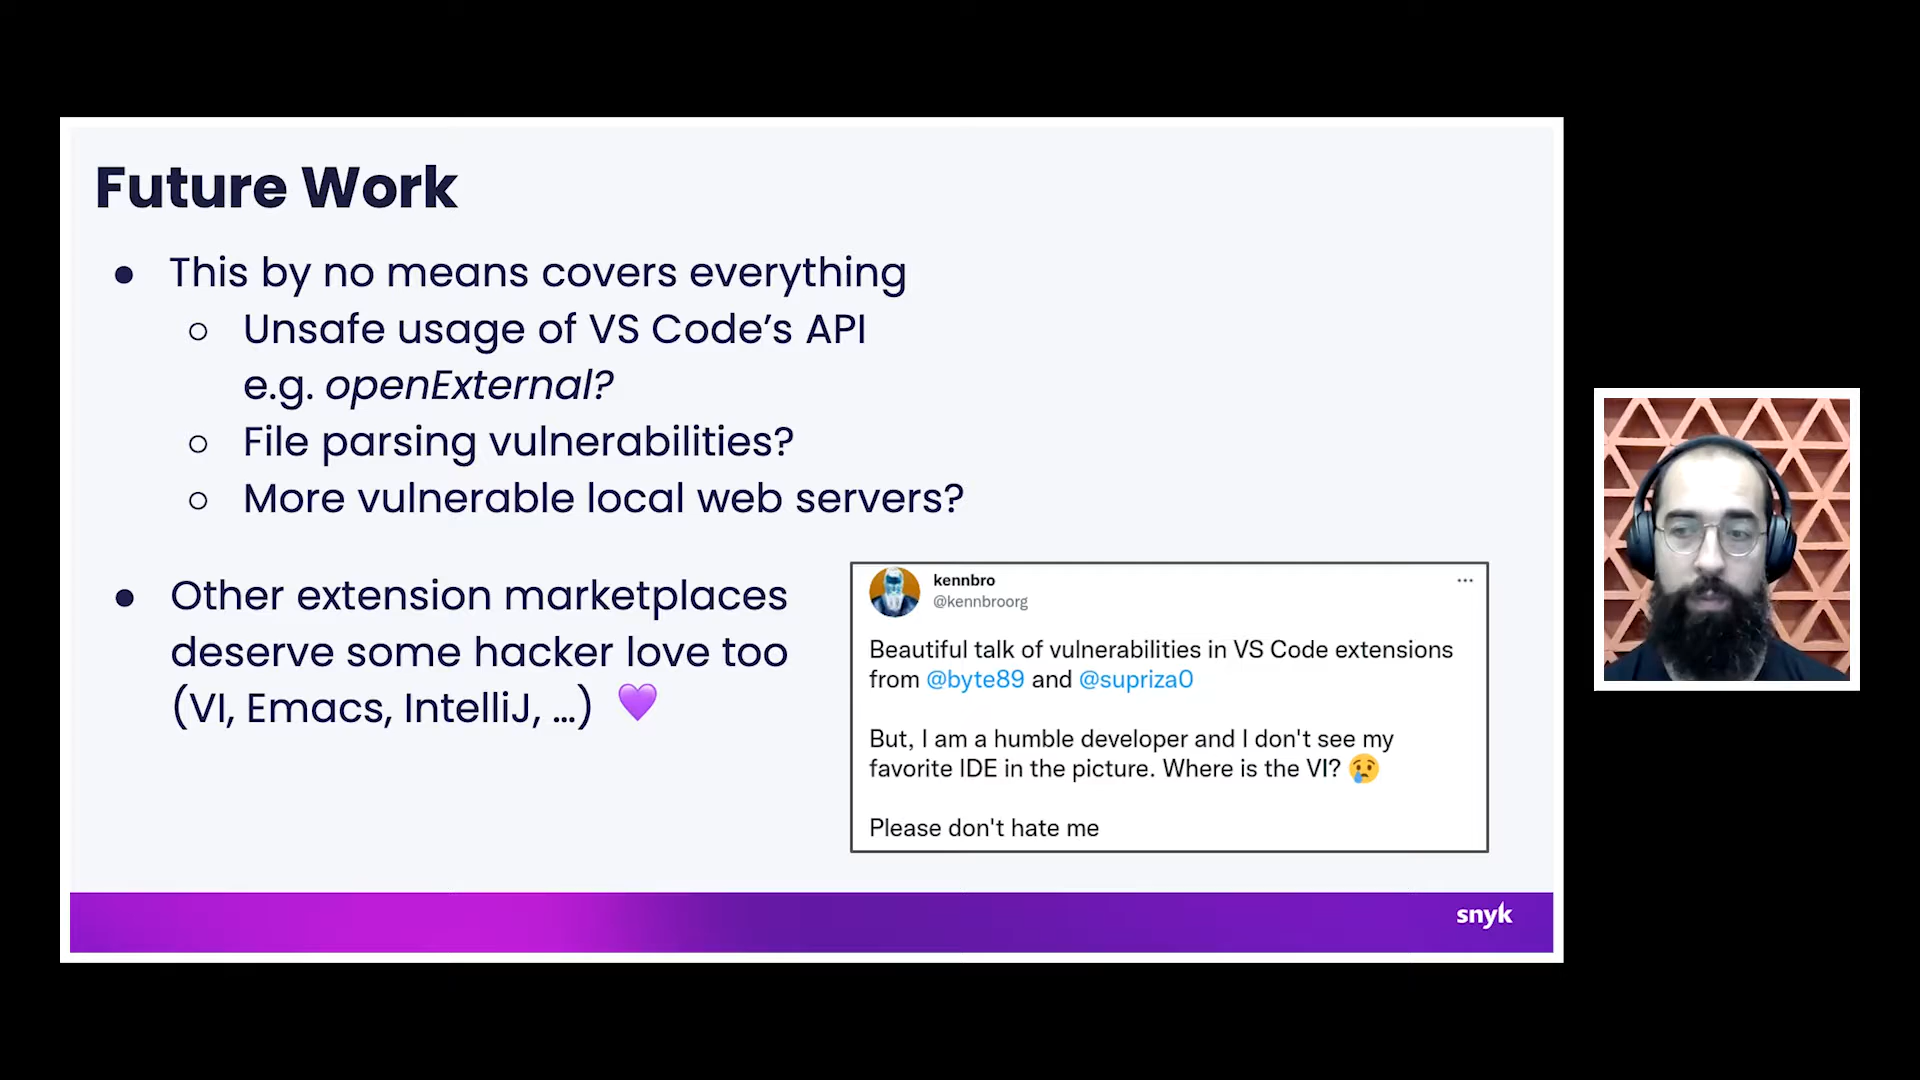 Future Work
● This by no means covers everything
○ Unsafe usage of VS Code’s API
e.g. openExternal?
○ File parsing vulnerabilities?
○ More vulnerable local web servers?
● Other extension marketplaces
deserve some hacker love too
(VI, Emacs, IntelliJ, …) 💜
kennbro
@kennbroorg
Beautiful talk of vulnerabilities in VS Code extensions
from @byte89 and @supriza0
But, I am a humble developer and I don't see my
favorite IDE in the picture. Where is the VI? 😢
Please don't hate me
snyk